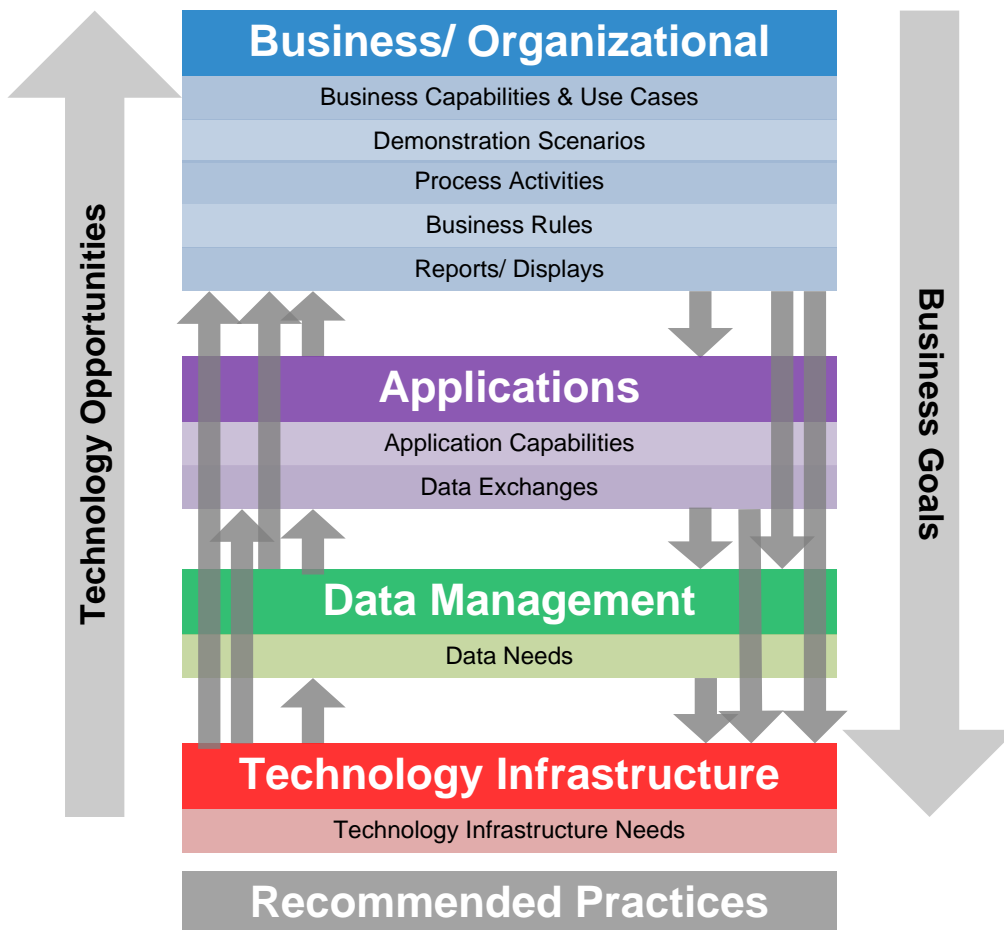 Business/ Organizational
Business Capabilities & Use Cases
Demonstration Scenarios
Process Activities
Business Rules
Reports/ Displays
Technology Opportunities
Business Goals
Applications
Application Capabilities
Data Exchanges
Data Management
Data Needs
Technology Infrastructure
Technology Infrastructure Needs
Recommended Practices